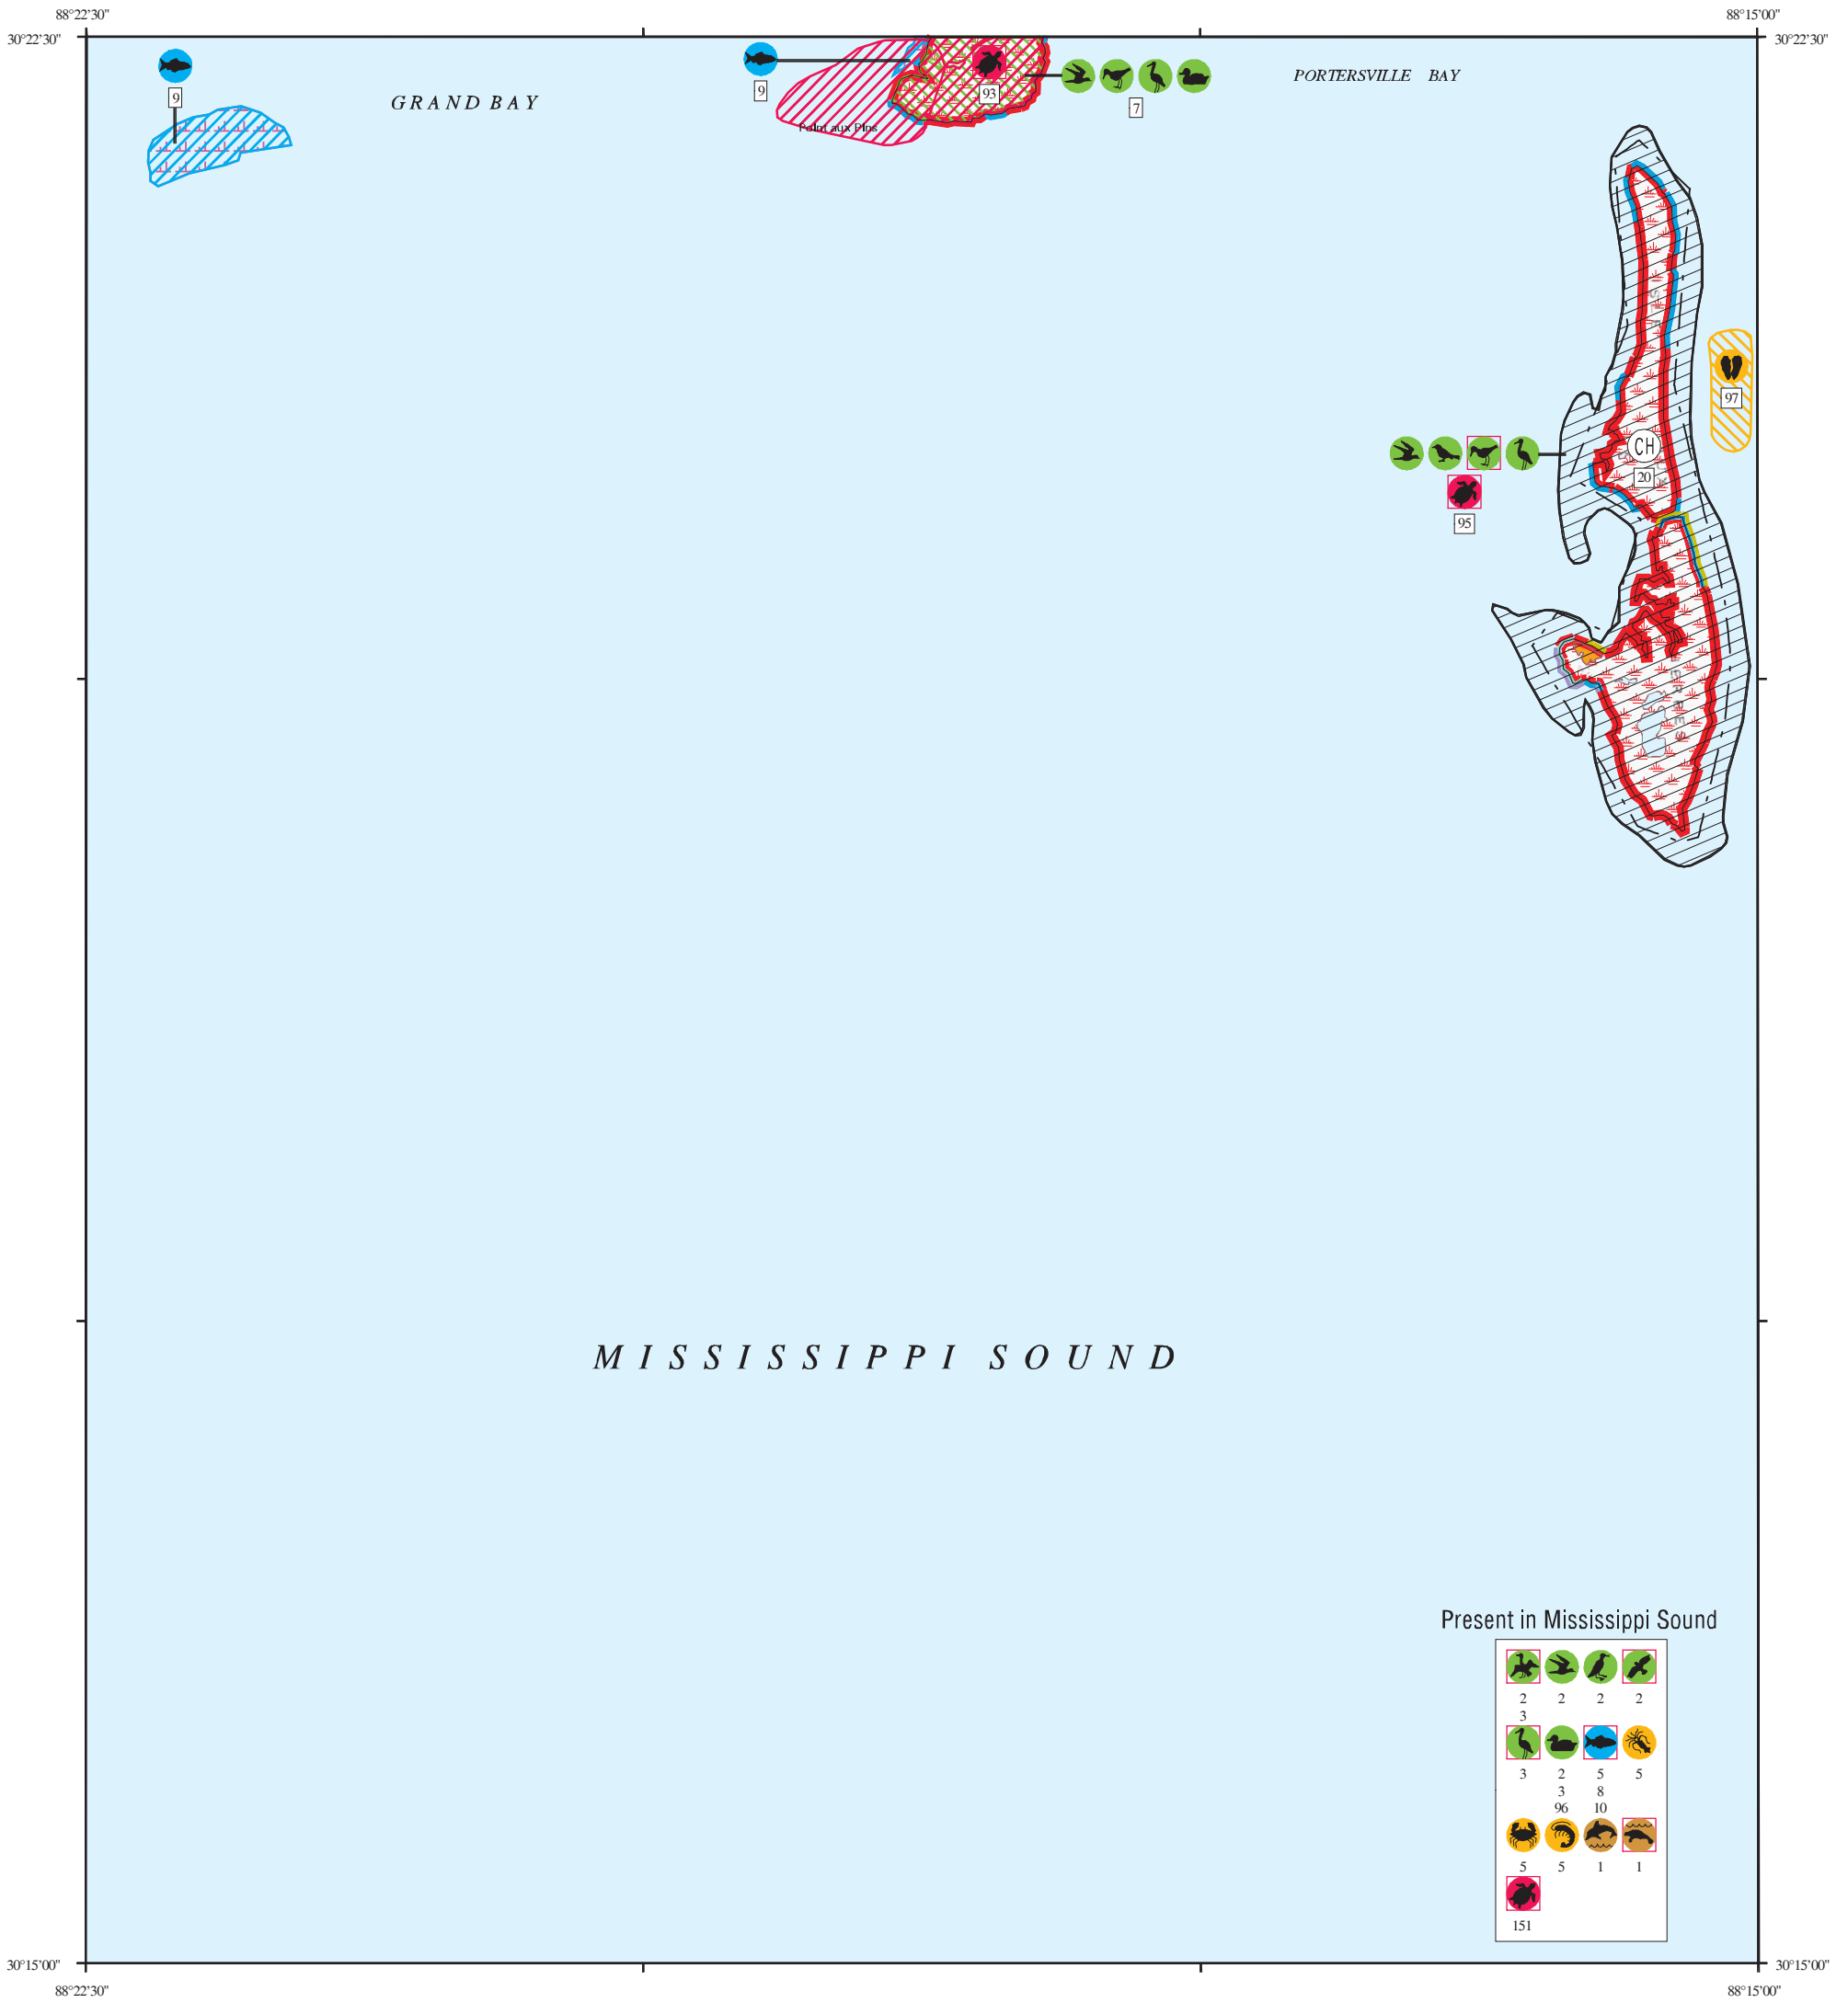 88°22'30" 88°15'00"
30°22'30" 30°22'30"
9
GRAND BAY
9
93
7
PORTERSVILLE BAY
Point aux Pins
97
CH
20
95
MISSISSIPPI SOUND
Present in Mississippi Sound
2 2 2 2
3
3 2 5 5
3 8
96 10
5 5 1 1
151
30°15'00" 30°15'00"
88°22'30" 88°15'00"